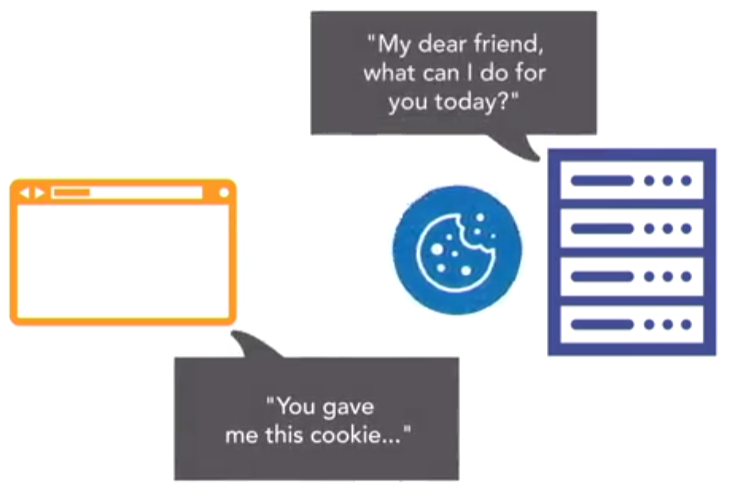 "My dear friend,
what can I do for
you today?"
"You gave
me this cookie..."